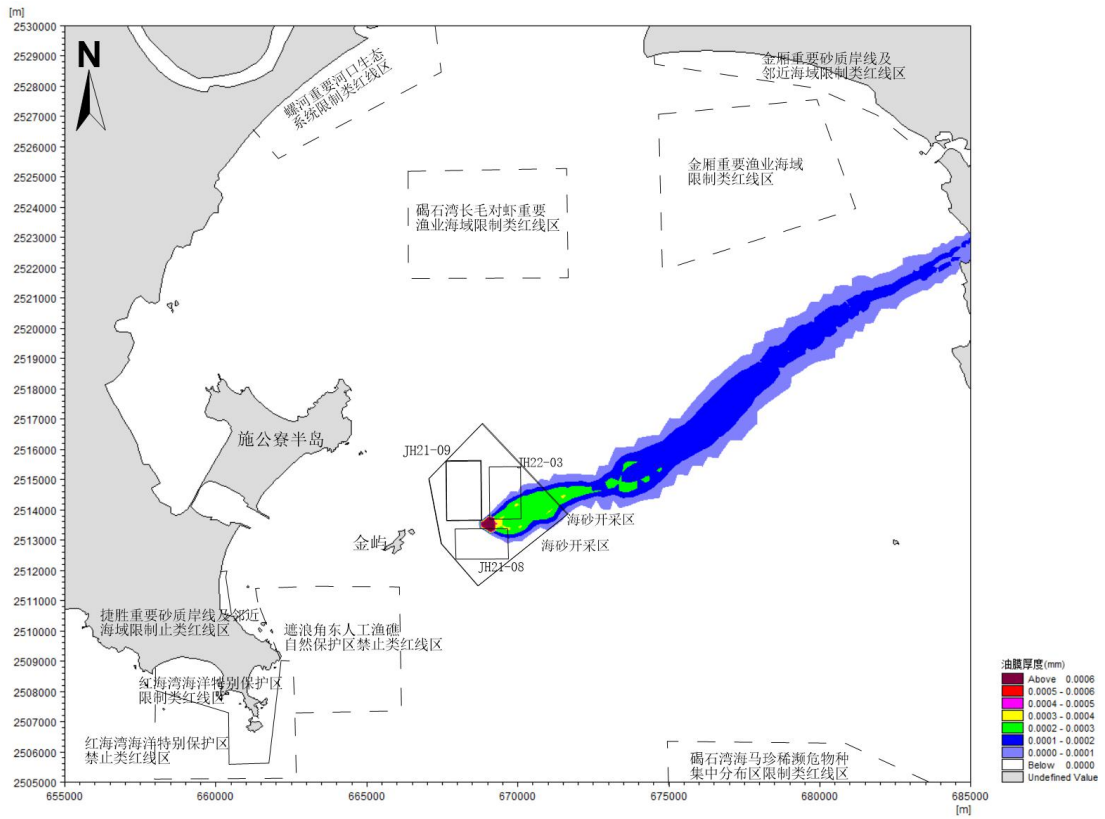 [m]
2530000
2529000
2528000
2527000
2526000
2525000
2524000
2523000
2522000
2521000
2520000
2519000
2518000
2517000
2516000
2515000
2514000
2513000
2512000
2511000
2510000
2509000
2508000
2507000
2506000
2505000
N
螺河重要河口生态
系统限制类红线区
金厢重要砂质岸线及
邻近海域限制类红线区
金厢重要渔业海域
限制类红线区
碣石湾长毛对虾重要
渔业海域限制类红线区
施公寮半岛
JH21-09
JH22-03
海砂开采区
海砂开采区
金屿
JH21-08
捷胜重要砂质岸线及邻近
海域限制止类红线区
遮浪角东人工渔礁
自然保护区禁止类红线区
红海湾海洋特别保护区
限制类红线区
红海湾海洋特别保护区
禁止类红线区
碣石湾海马珍稀濒危物种
集中分布区限制类红线区
655000
660000
665000
670000
675000
680000
685000
[m]
油膜厚度(mm)
Above 0.0006
0.0005 - 0.0006
0.0004 - 0.0005
0.0003 - 0.0004
0.0002 - 0.0003
0.0001 - 0.0002
0.0000 - 0.0001
Below 0.0000
Undefined Value